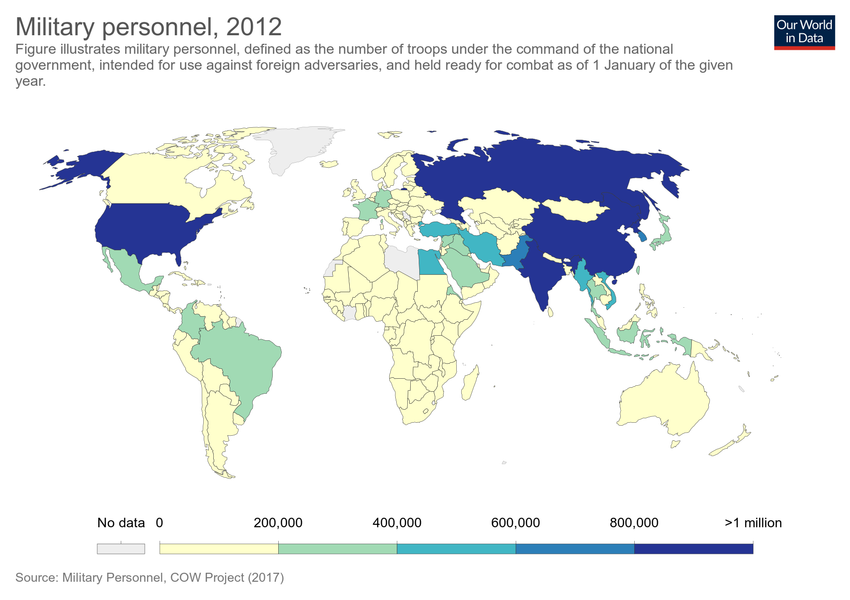 Military personnel, 2012
Our World
in Data
Figure illustrates military personnel, defined as the number of troops under the command of the national
government, intended for use against foreign adversaries, and held ready for combat as of 1 January of the given
year.
No data 0 200,000 400,000 600,000 800,000 >1 million
Source: Military Personnel, COW Project (2017)